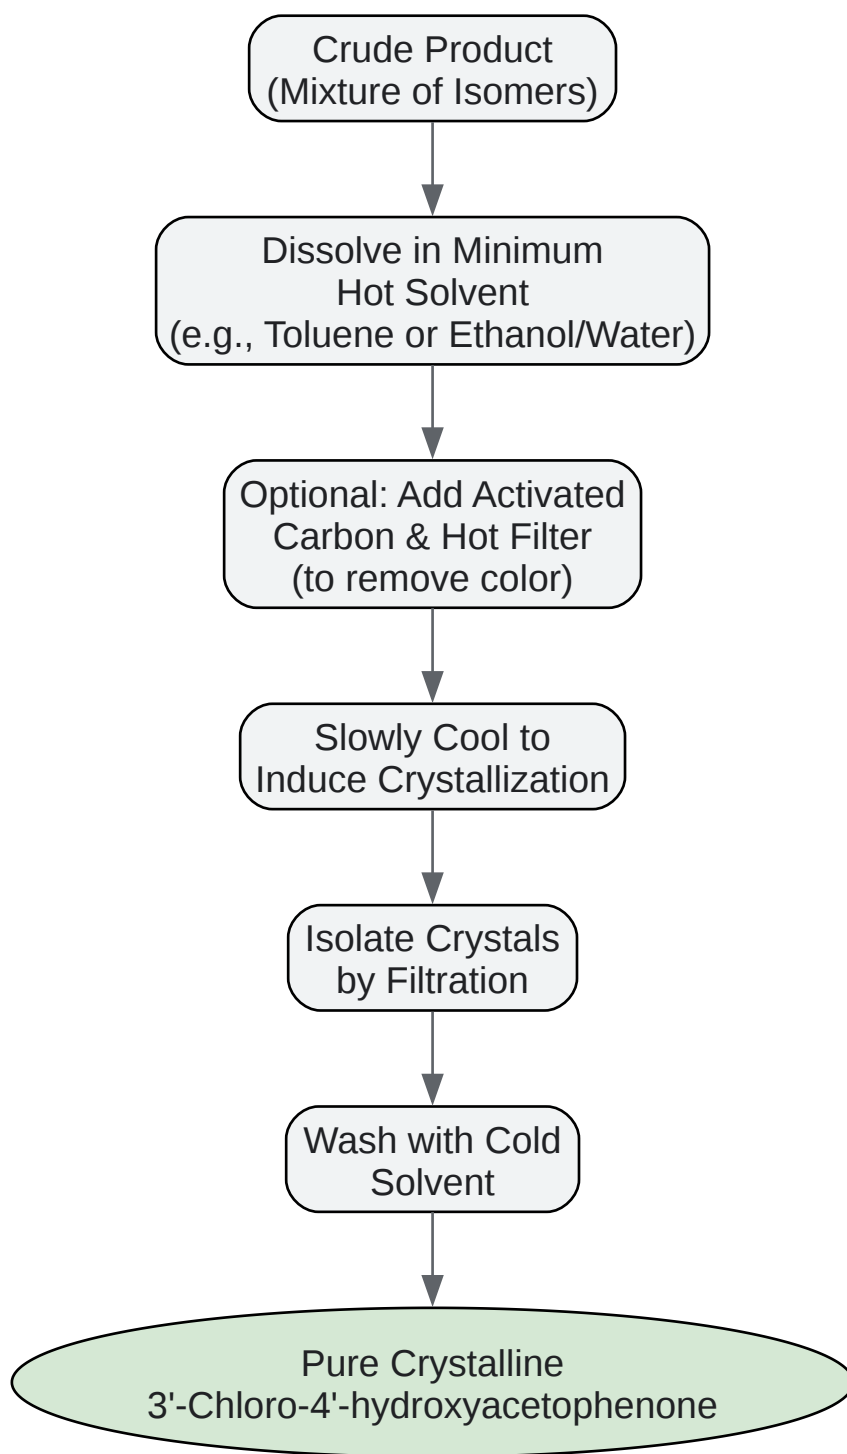 Crude Product
(Mixture of Isomers)
Dissolve in Minimum
Hot Solvent
(e.g., Toluene or Ethanol/Water)
Optional: Add Activated
Carbon & Hot Filter
(to remove color)
Slowly Cool to
Induce Crystallization
Isolate Crystals
by Filtration
Wash with Cold
Solvent
Pure Crystalline
3'-Chloro-4'-hydroxyacetophenone